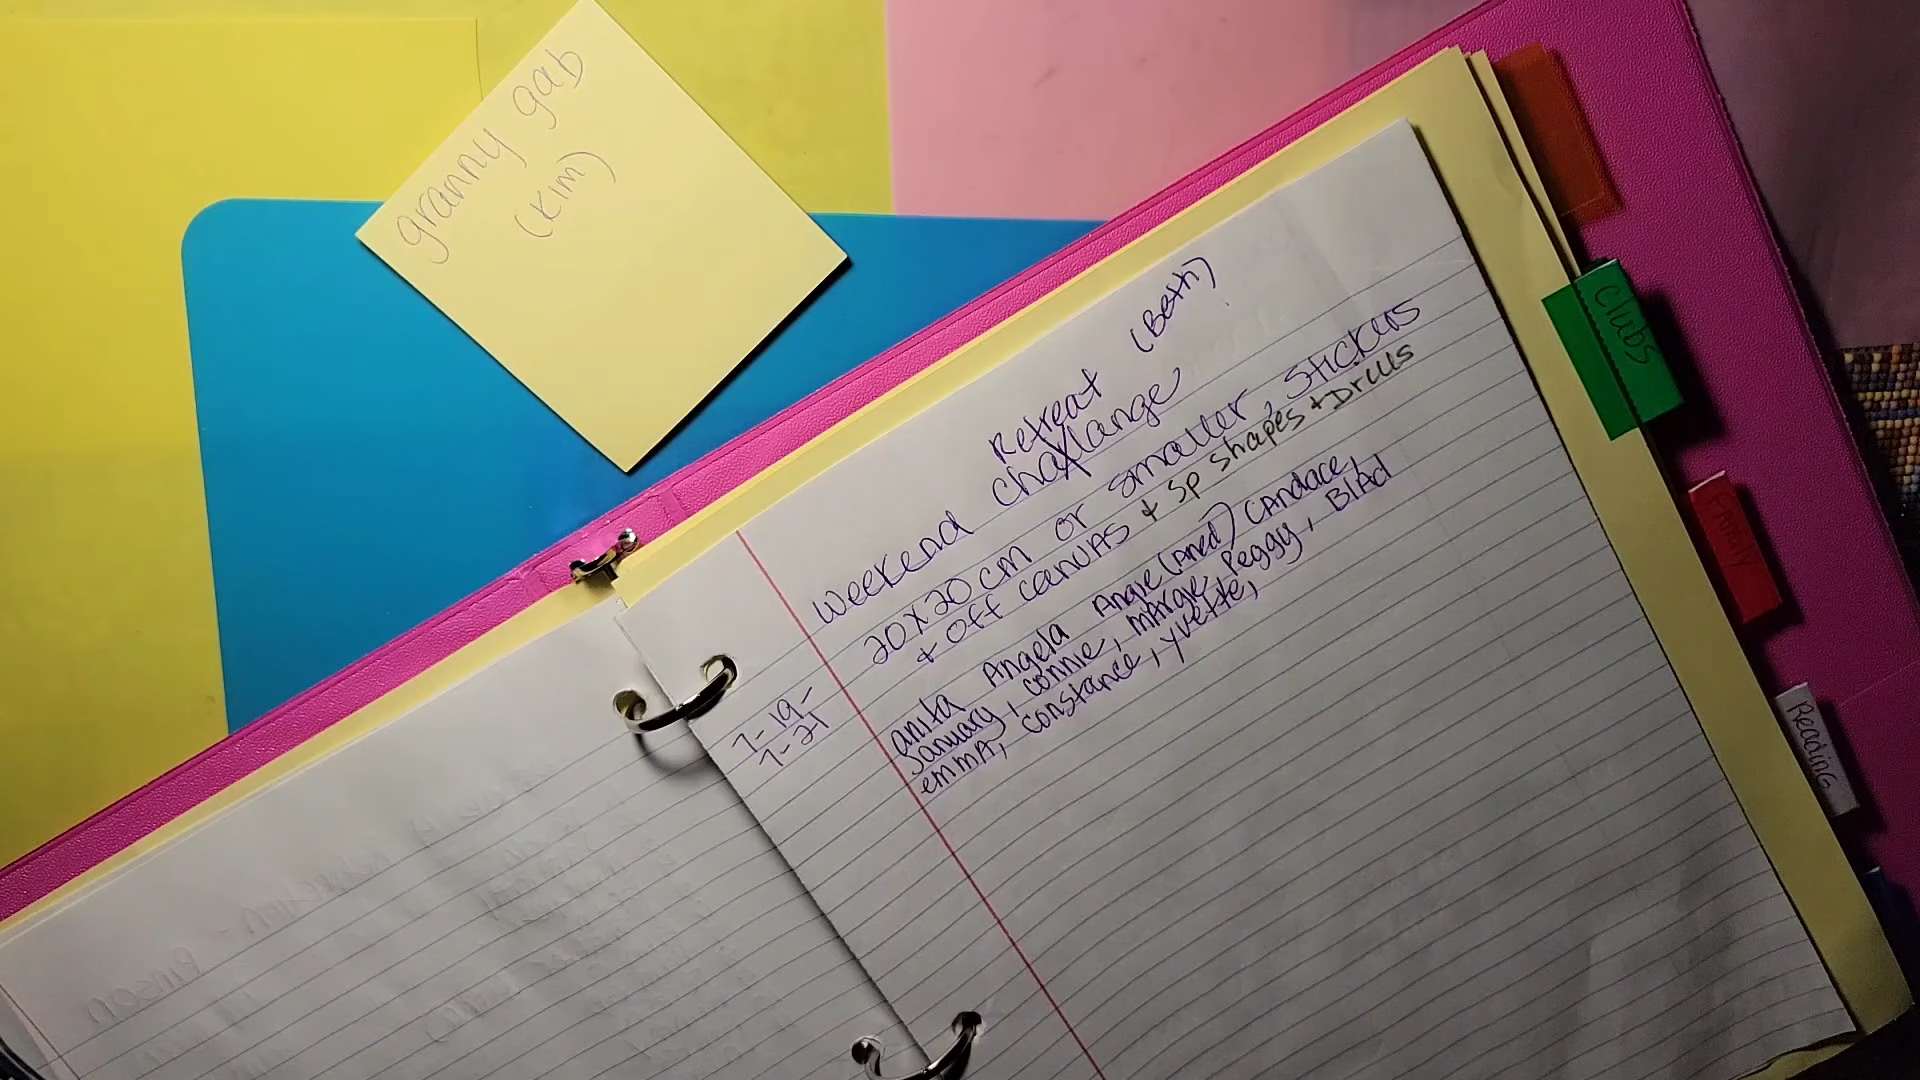 granny gab
(Kim)
Retreat (Beth)
Weekend challange
20x20 cm or smaller, stickers
+ off canvas + sp shapes + Drills
7-19-
7-21
anita Angela Angie (Aned) CAndace,
January, connie, MArgie, Peggy, BlAd
emmA, constance, yvette,
Clubs
Family
Reading